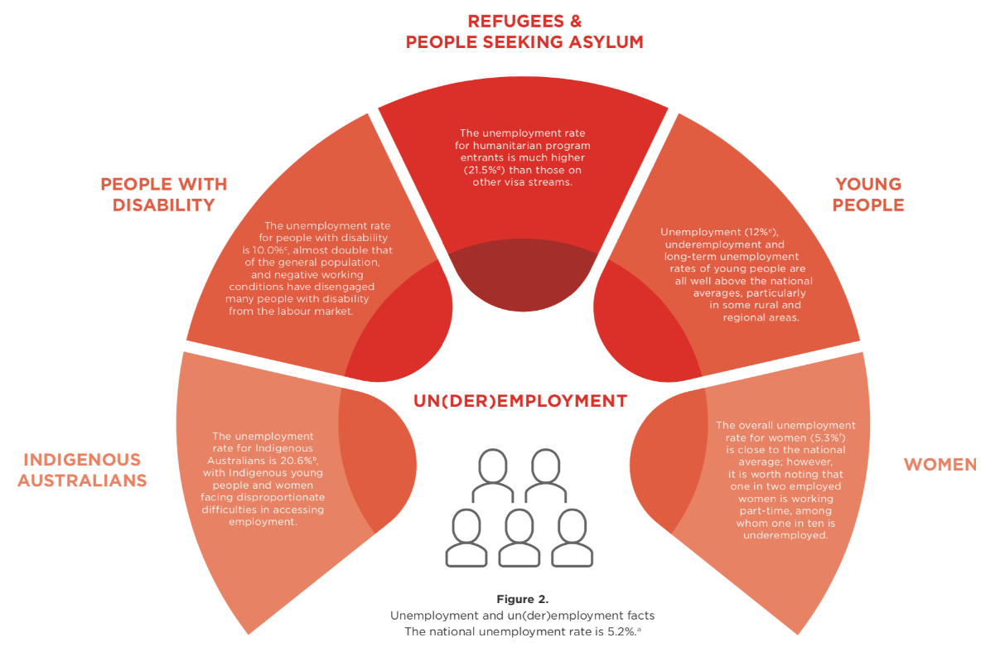 REFUGEES &
PEOPLE SEEKING ASYLUM
The unemployment rate
for humanitarian program
entrants is much higher
(21.5%ᵈ) than those on
other visa streams.
PEOPLE WITH
DISABILITY
The unemployment rate
for people with disability
is 10.0%ᶜ, almost double that
of the general population,
and negative working
conditions have disengaged
many people with disability
from the labour market.
YOUNG
PEOPLE
Unemployment (12%ᵉ),
underemployment and
long-term unemployment
rates of young people are
all well above the national
averages, particularly
in some rural and
regional areas.
INDIGENOUS
AUSTRALIANS
The unemployment
rate for Indigenous
Australians is 20.6%ᵇ,
with Indigenous young
people and women
facing disproportionate
difficulties in accessing
employment.
UN(DER)EMPLOYMENT
WOMEN
The overall unemployment
rate for women (5.3%ᶠ)
is close to the national
average; however,
it is worth noting that
one in two employed
women is working
part-time, among
whom one in ten is
underemployed.
Figure 2.
Unemployment and un(der)employment facts
The national unemployment rate is 5.2%.ᵃ